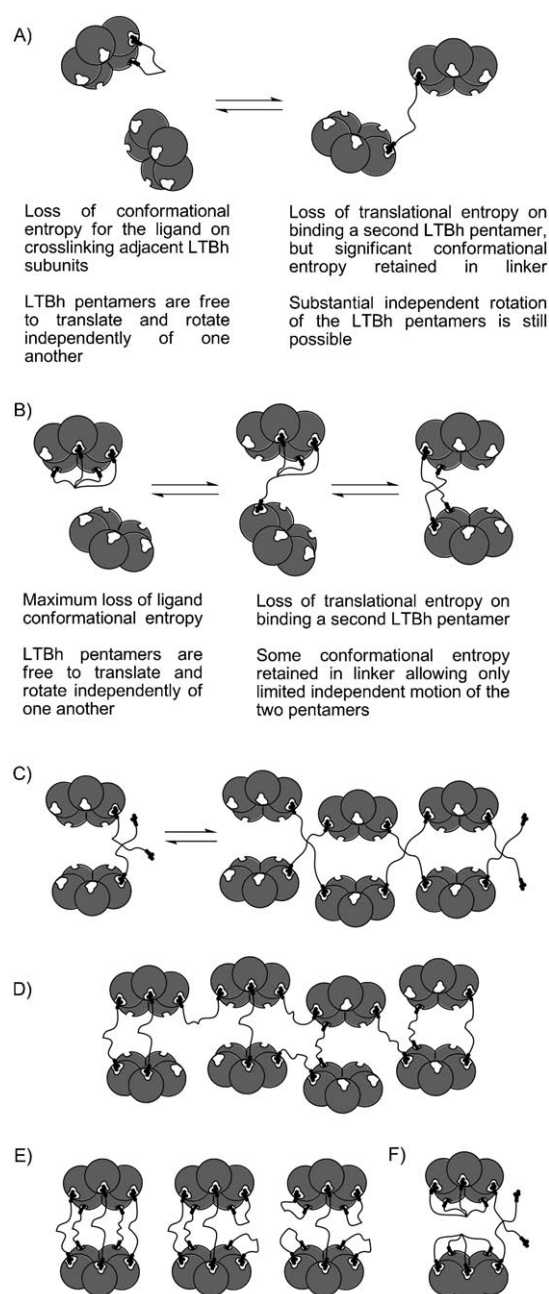 A)
Loss of conformational
entropy for the ligand on
crosslinking adjacent LTBh
subunits
LTBh pentamers are free
to translate and rotate
independently of one
another
Loss of translational entropy on
binding a second LTBh pentamer,
but significant conformational
entropy retained in linker
Substantial independent rotation
of the LTBh pentamers is still
possible
B)
Maximum loss of ligand
conformational entropy
LTBh pentamers are
free to translate and
rotate independently of
one another
Loss of translational entropy on
binding a second LTBh pentamer
Some conformational entropy
retained in linker allowing only
limited independent motion of the
two pentamers
C)
D)
E)
F)